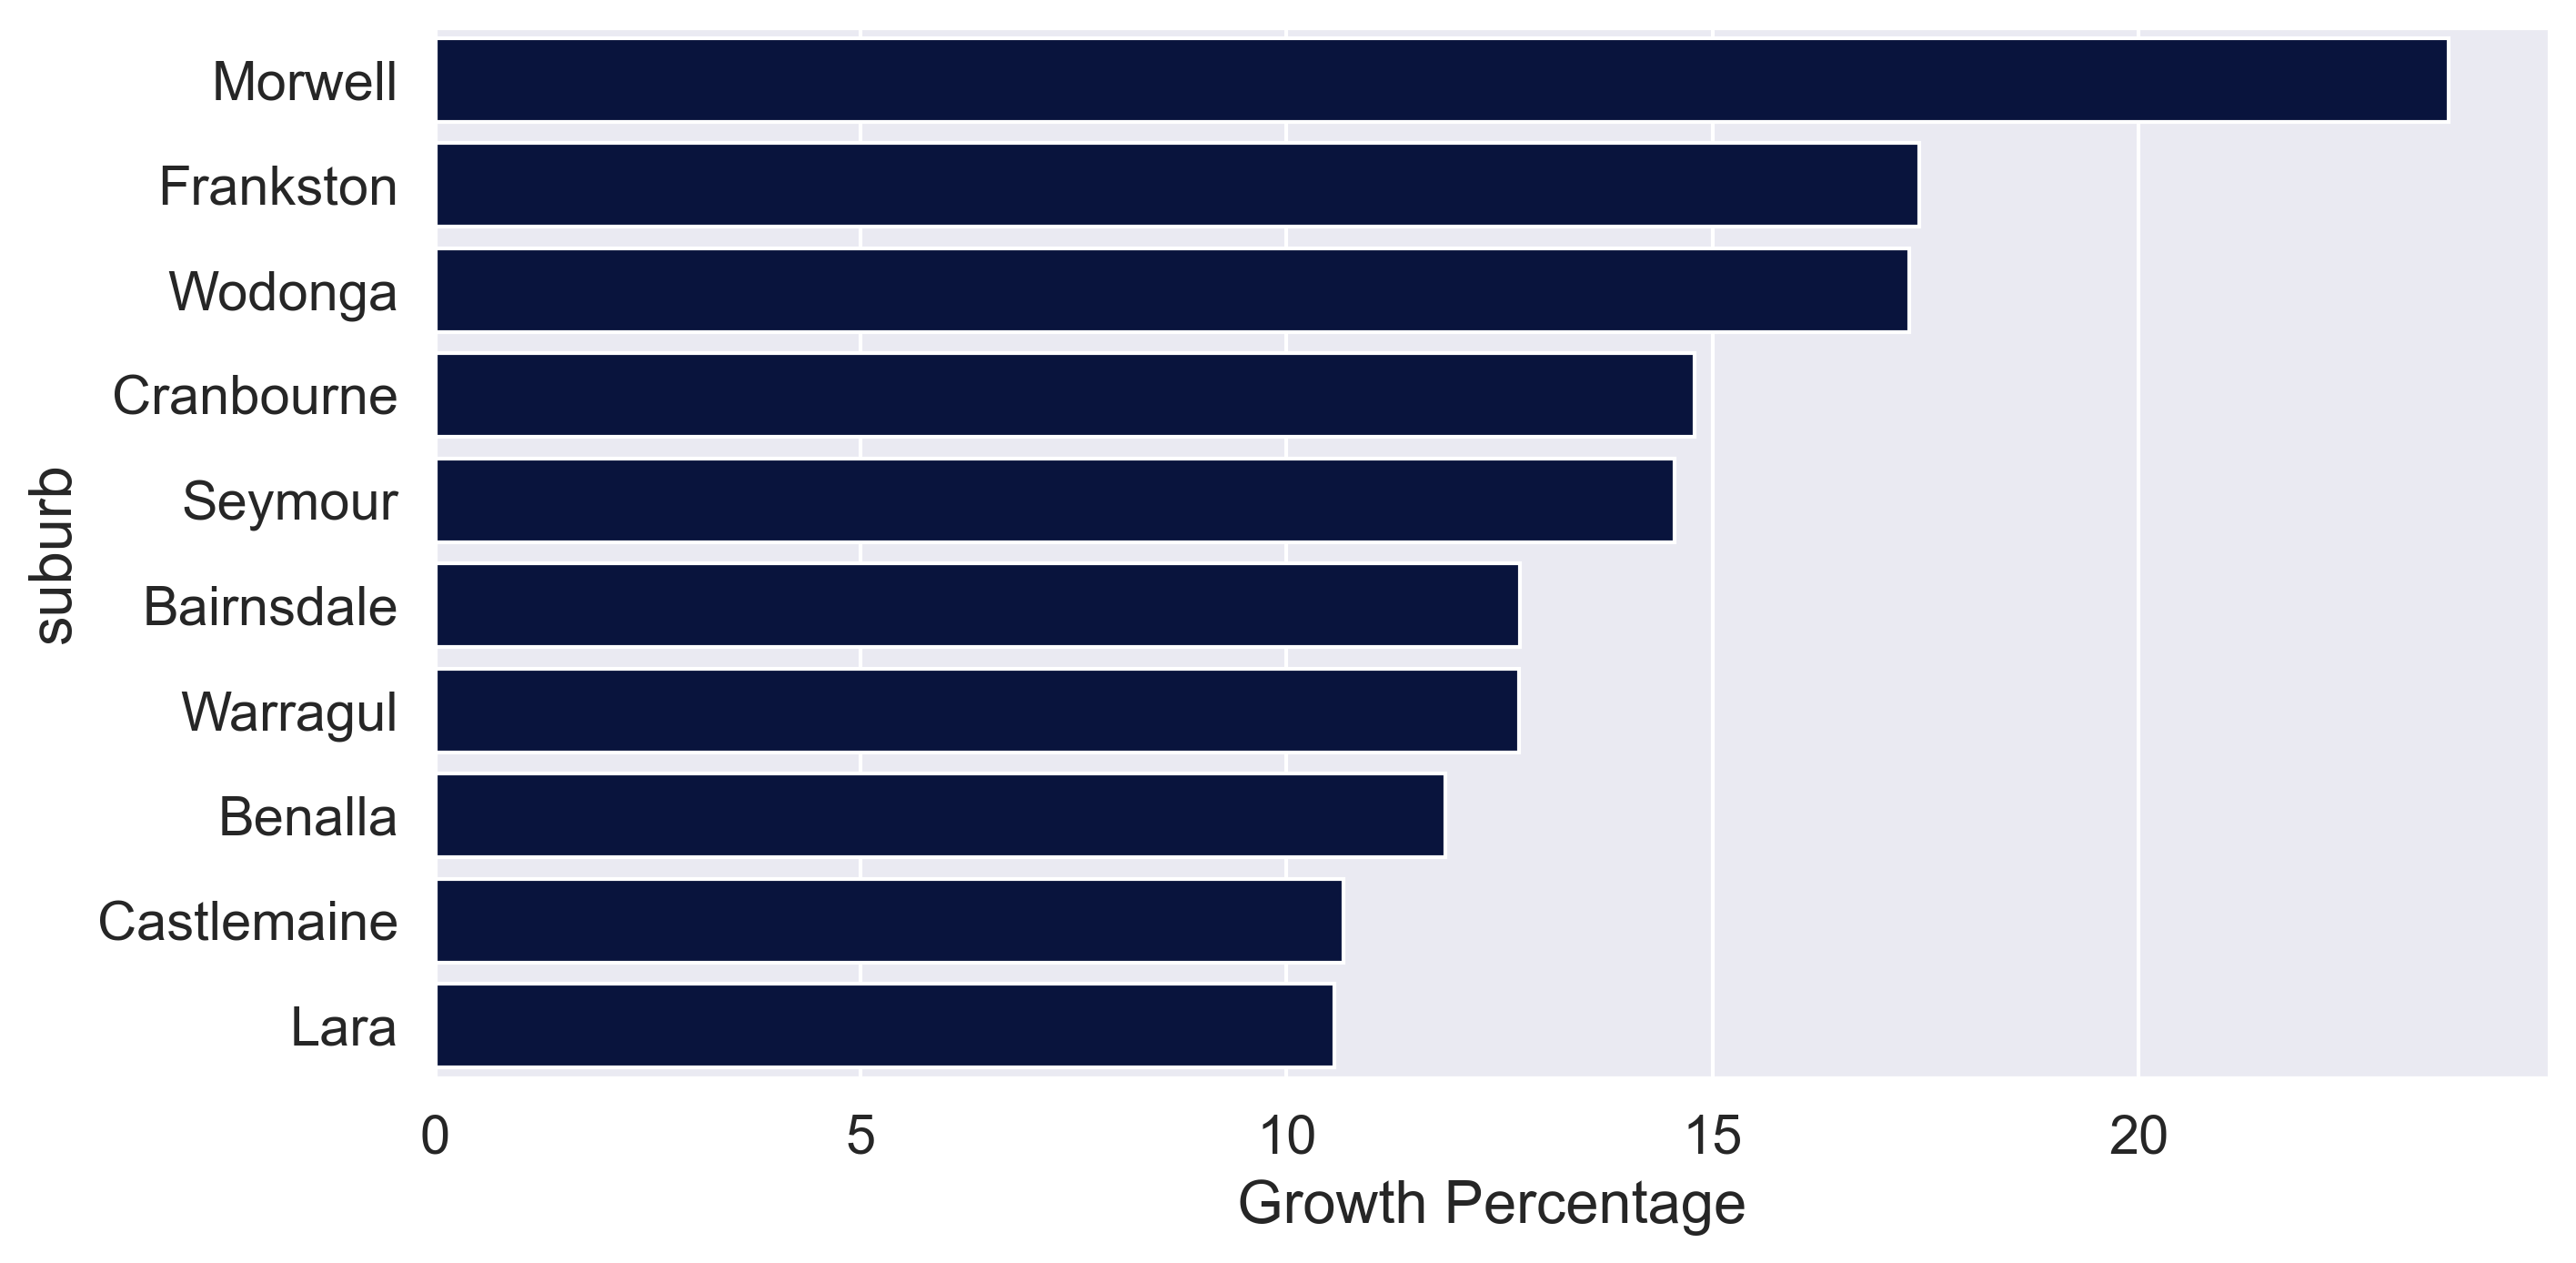 Morwell
Frankston
Wodonga
Cranbourne
Seymour
Bairnsdale
Warragul
Benalla
Castlemaine
Lara
suburb
0 5 10 15 20
Growth Percentage